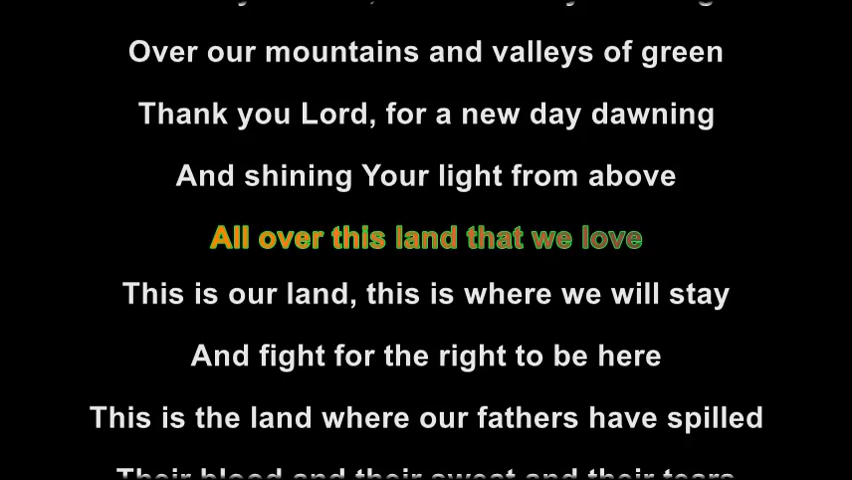 Over our mountains and valleys of green
Thank you Lord, for a new day dawning
And shining Your light from above
All over this land that we love
This is our land, this is where we will stay
And fight for the right to be here
This is the land where our fathers have spilled
Their blood and their sweat and their tears